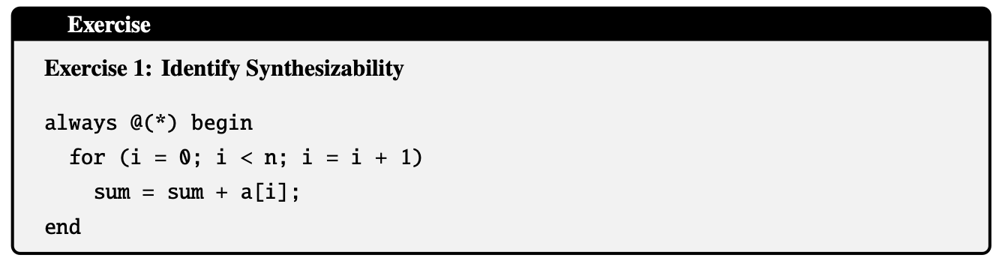 Exercise
Exercise 1: Identify Synthesizability
always @(*) begin
  for (i = 0; i < n; i = i + 1)
    sum = sum + a[i];
end